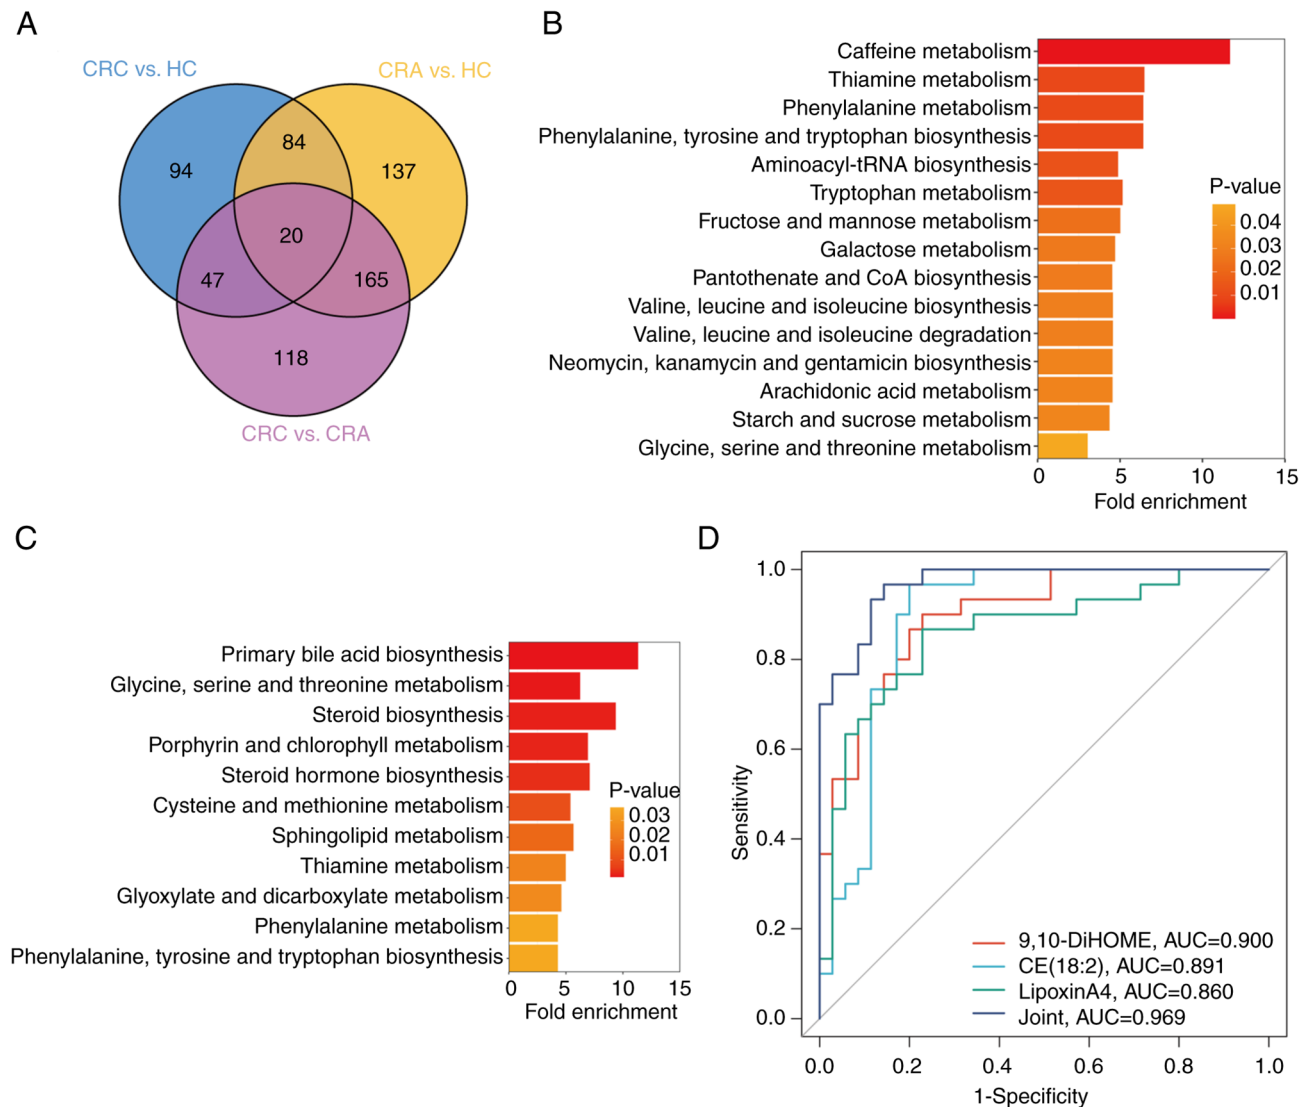 A
CRC vs. HC
CRA vs. HC
84
94
137
20
47
165
118
CRC vs. CRA
B
Caffeine metabolism
Thiamine metabolism
Phenylalanine metabolism
Phenylalanine, tyrosine and tryptophan biosynthesis
Aminoacyl-tRNA biosynthesis
Tryptophan metabolism
Fructose and mannose metabolism
Galactose metabolism
Pantothenate and CoA biosynthesis
Valine, leucine and isoleucine biosynthesis
Valine, leucine and isoleucine degradation
Neomycin, kanamycin and gentamicin biosynthesis
Arachidonic acid metabolism
Starch and sucrose metabolism
Glycine, serine and threonine metabolism
0 5 10 15
Fold enrichment
P-value
0.04
0.03
0.02
0.01
C
Primary bile acid biosynthesis
Glycine, serine and threonine metabolism
Steroid biosynthesis
Porphyrin and chlorophyll metabolism
Steroid hormone biosynthesis
Cysteine and methionine metabolism
Sphingolipid metabolism
Thiamine metabolism
Glyoxylate and dicarboxylate metabolism
Phenylalanine metabolism
Phenylalanine, tyrosine and tryptophan biosynthesis
0 5 10 15
Fold enrichment
P-value
0.03
0.02
0.01
D
1.0
0.8
0.6
0.4
0.2
0.0
Sensitivity
9,10-DiHOME, AUC=0.900
CE(18:2), AUC=0.891
LipoxinA4, AUC=0.860
Joint, AUC=0.969
0.0 0.2 0.4 0.6 0.8 1.0
1-Specificity